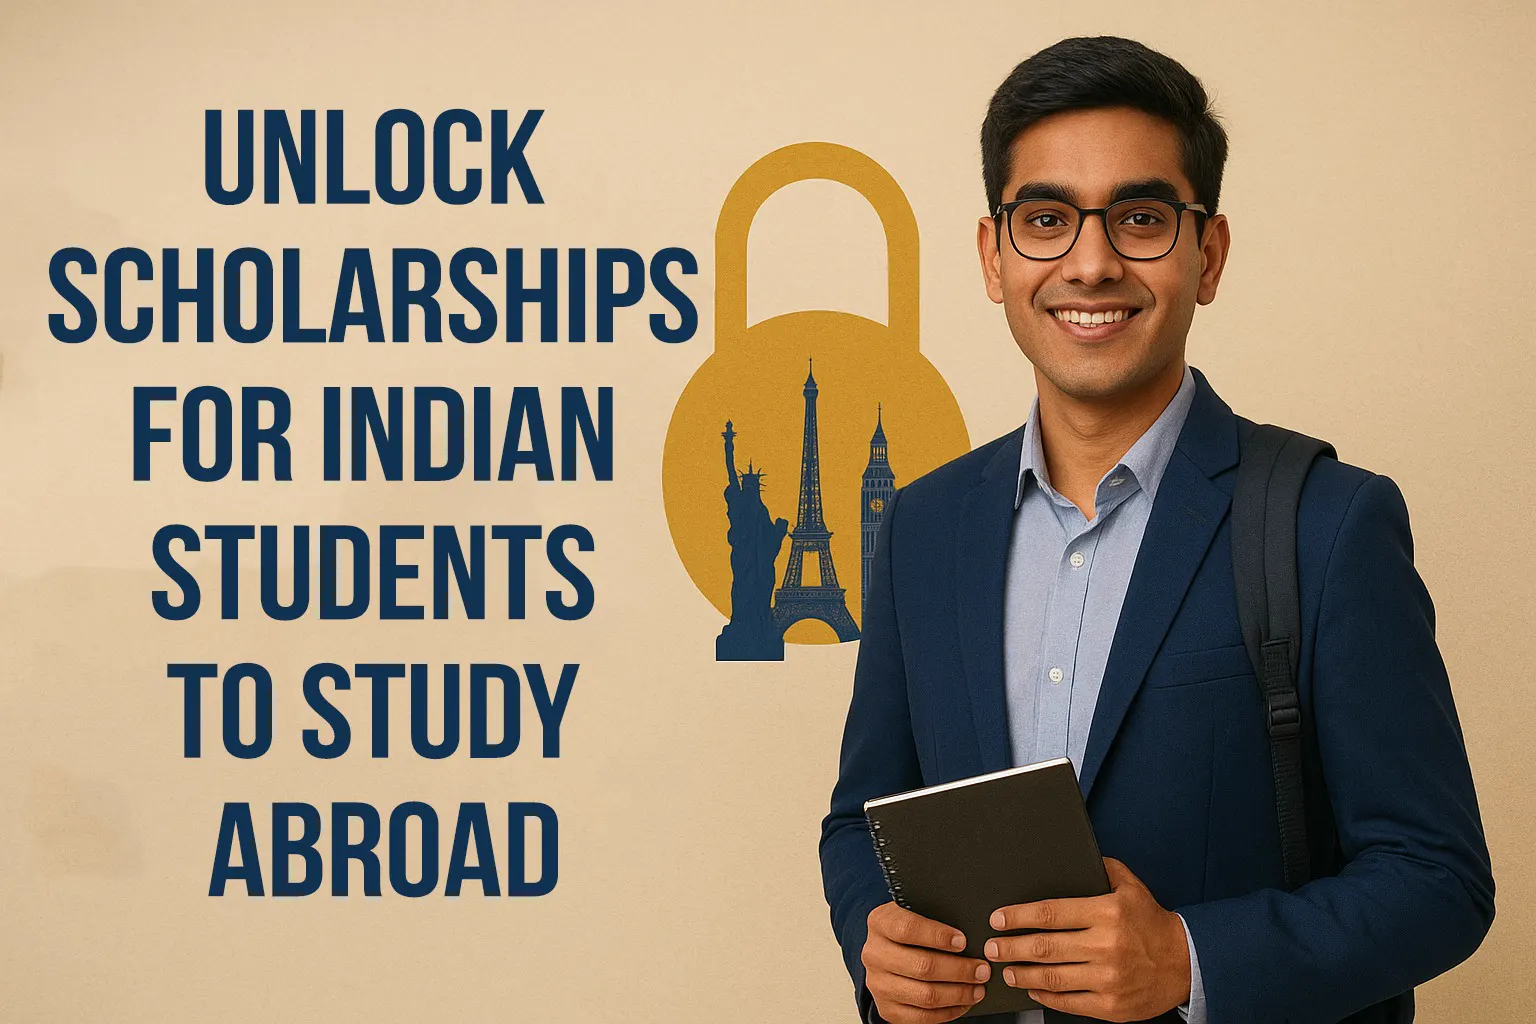 UNLOCK
SCHOLARSHIPS
FOR INDIAN
STUDENTS
TO STUDY
ABROAD